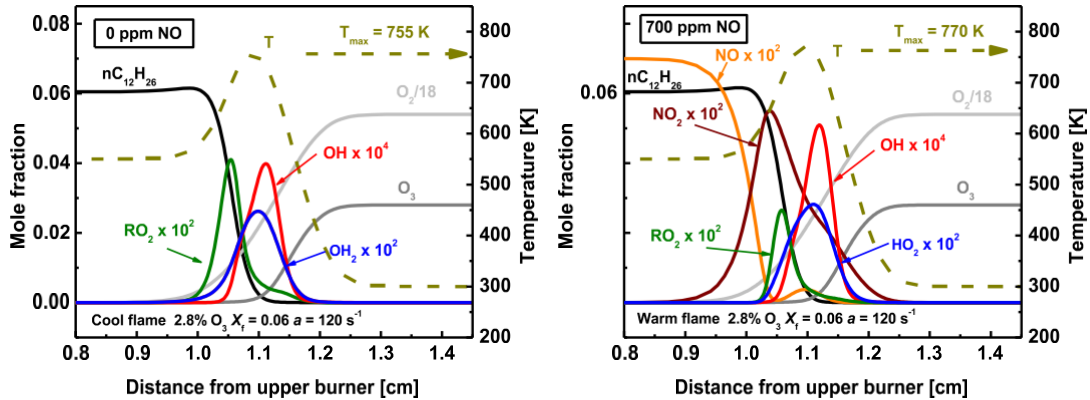 0 ppm NO
T
Tmax = 755 K
nC12H26
O2/18
OH x 10^4
O3
RO2 x 10^2
OH2 x 10^2
Cool flame 2.8% O3 Xf = 0.06 a = 120 s^-1
0.08
0.06
0.04
0.02
0.00
Mole fraction
800
700
600
500
400
300
200
Temperature [K]
0.8 0.9 1.0 1.1 1.2 1.3 1.4
Distance from upper burner [cm]
700 ppm NO
NO x 10^2
T
Tmax = 770 K
nC12H26
NO2 x 10^2
O2/18
OH x 10^4
O3
RO2 x 10^2
HO2 x 10^2
Warm flame 2.8% O3 Xf = 0.06 a = 120 s^-1
0.06
Mole fraction
800
700
600
500
400
300
200
Temperature [K]
0.8 0.9 1.0 1.1 1.2 1.3 1.4
Distance from upper burner [cm]